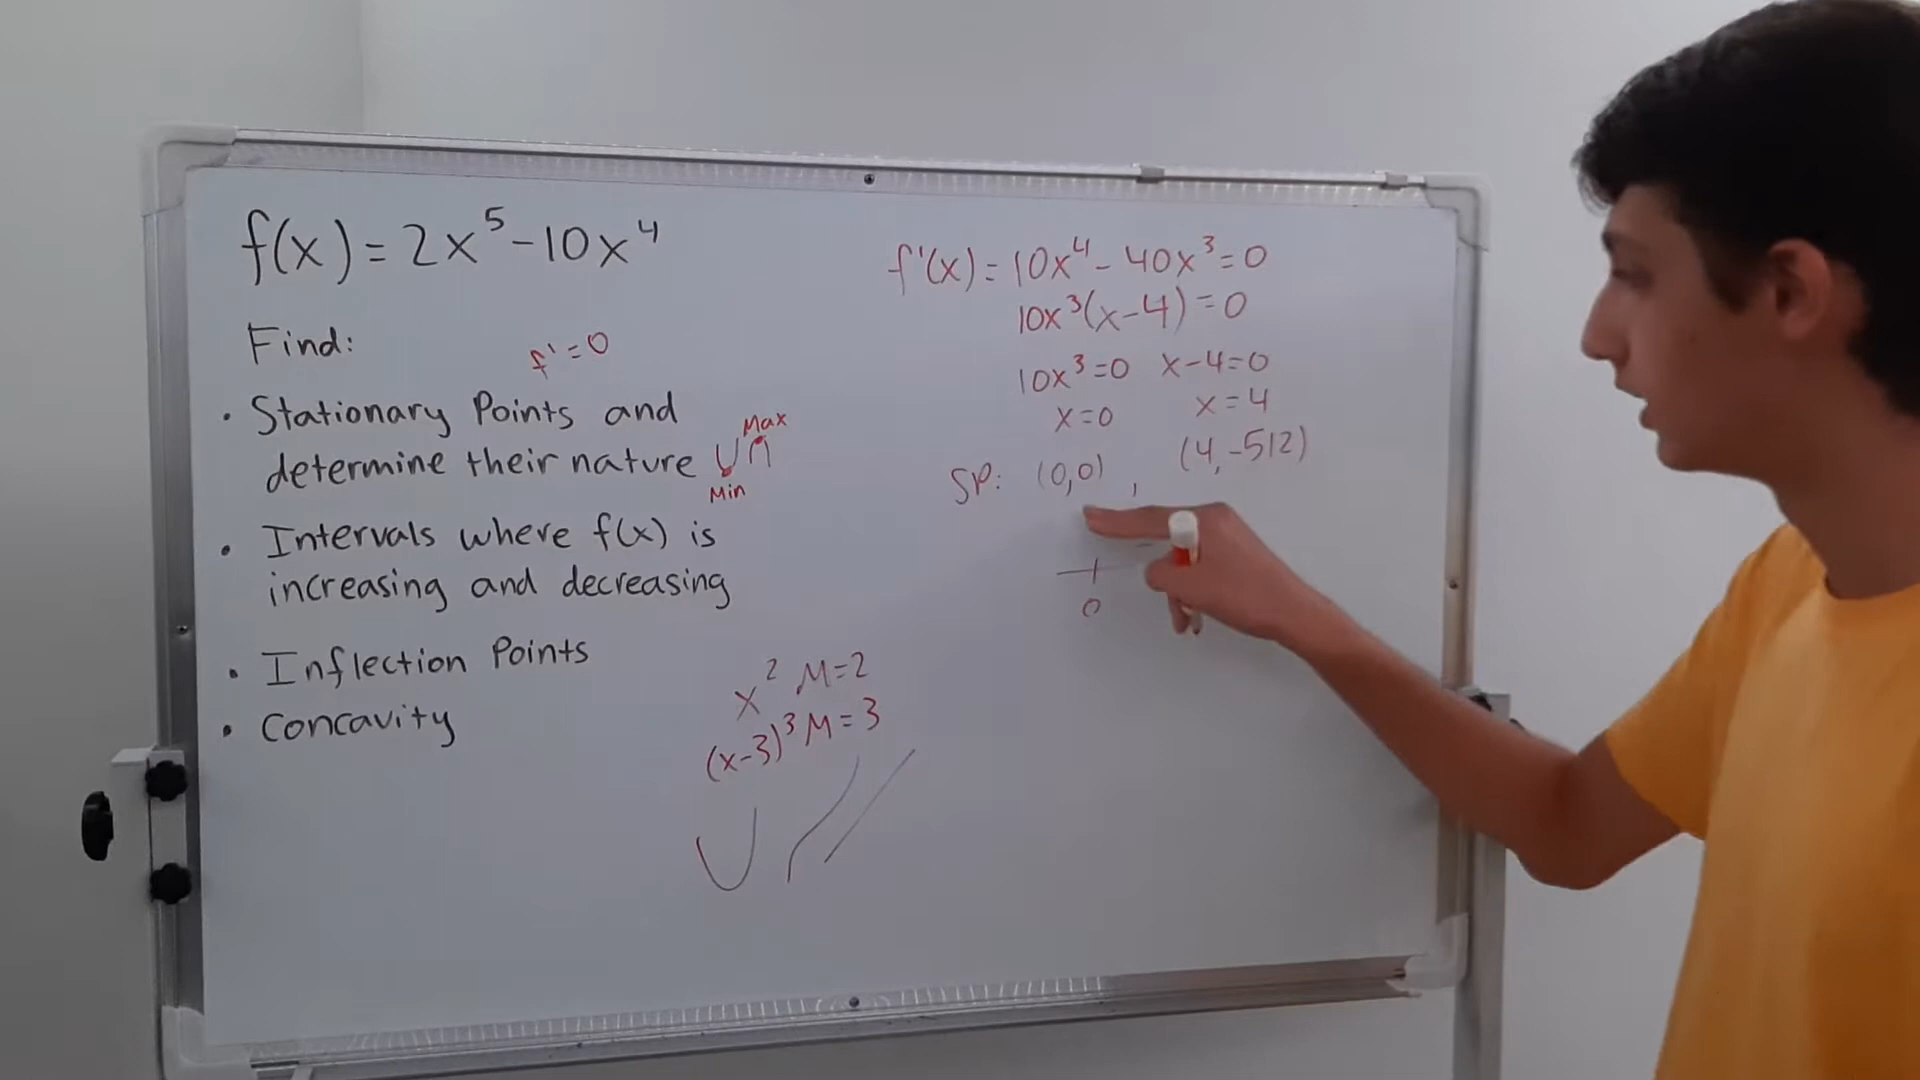 f(x) = 2x⁵ - 10x⁴
Find:
f' = 0
• Stationary Points and
determine their nature
Max
Min
• Intervals where f(x) is
increasing and decreasing
• Inflection Points
• Concavity
x² M=2
(x-3)³ M=3
f'(x) = 10x⁴ - 40x³ = 0
10x³(x-4) = 0
10x³=0 x-4=0
x=0 x=4
SP: (0,0) , (4,-512)
0